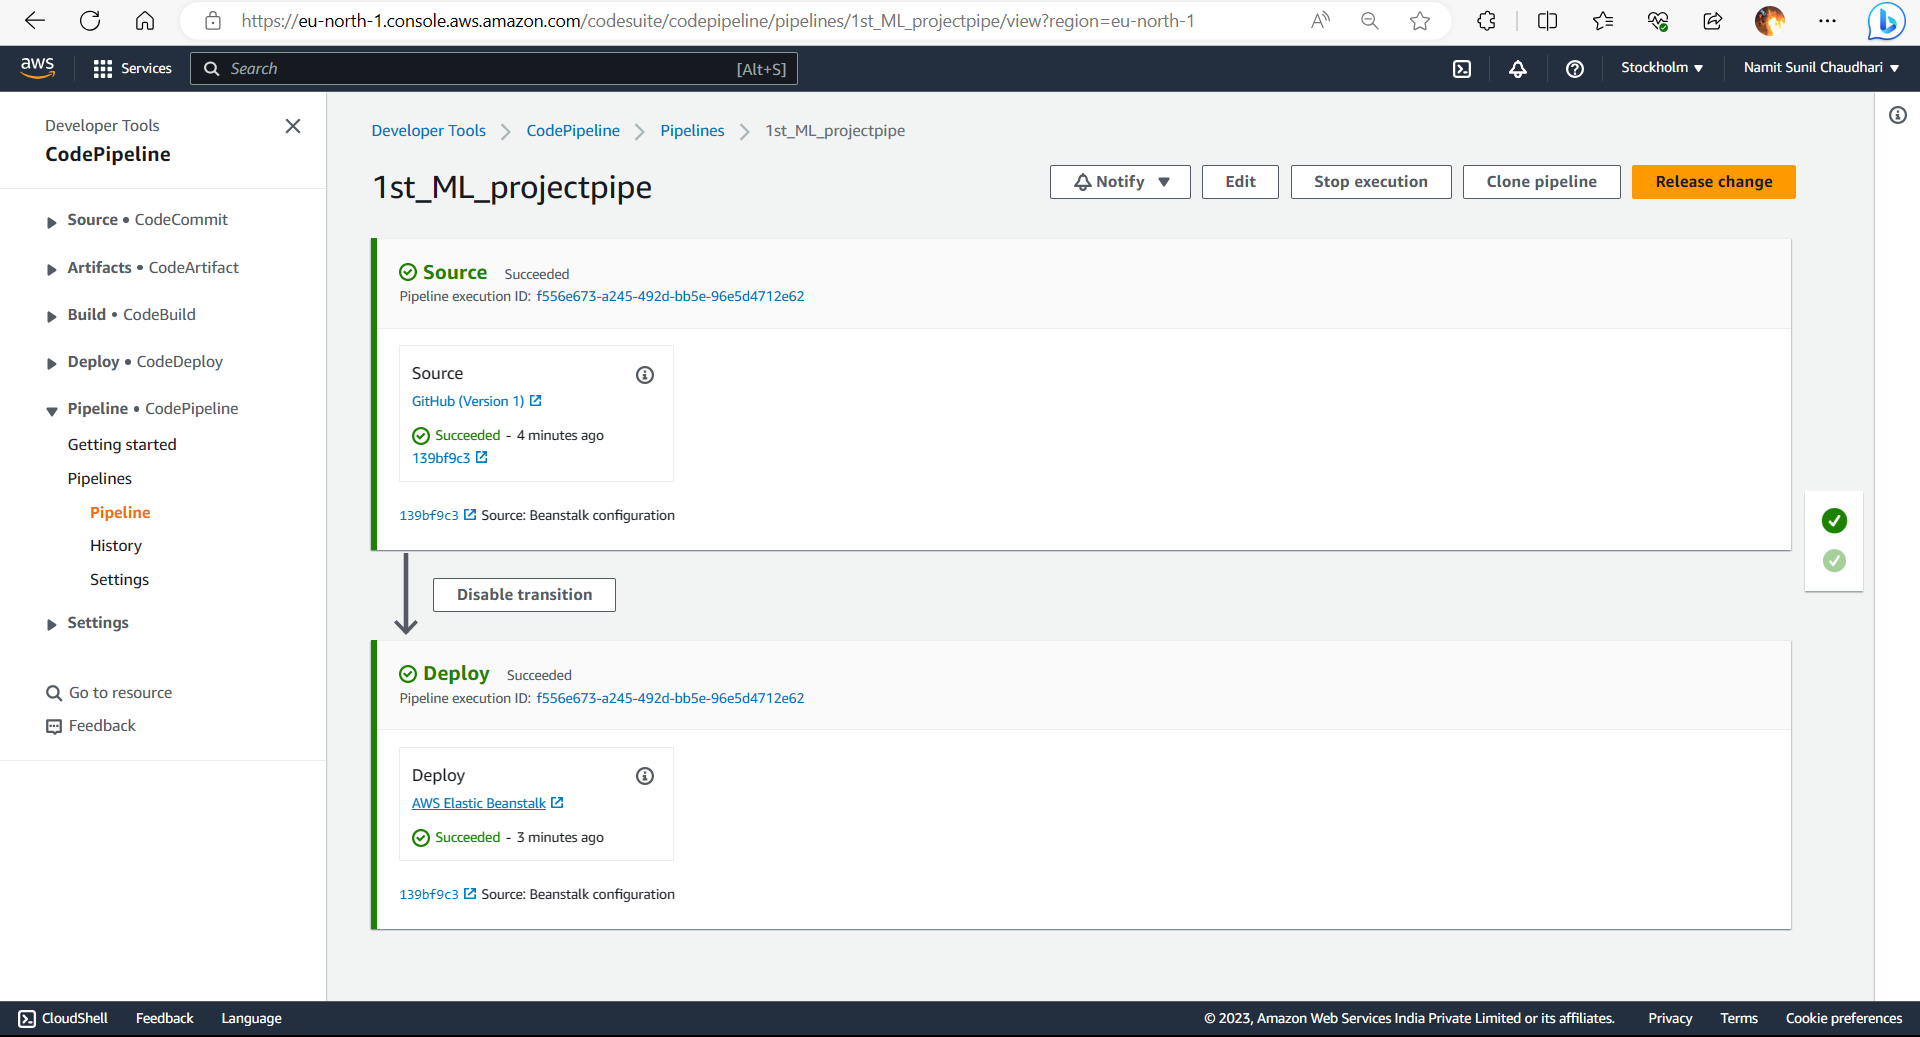 https://eu-north-1.console.aws.amazon.com/codesuite/codepipeline/pipelines/1st_ML_projectpipe/view?region=eu-north-1
aws Services Search [Alt+S] Stockholm ▼ Namit Sunil Chaudhari ▼
Developer Tools
CodePipeline
Source • CodeCommit
Artifacts • CodeArtifact
Build • CodeBuild
Deploy • CodeDeploy
Pipeline • CodePipeline
Getting started
Pipelines
Pipeline
History
Settings
Settings
Go to resource
Feedback
Developer Tools > CodePipeline > Pipelines > 1st_ML_projectpipe
1st_ML_projectpipe
Notify ▼ Edit Stop execution Clone pipeline Release change
Source Succeeded
Pipeline execution ID: f556e673-a245-492d-bb5e-96e5d4712e62
Source
GitHub (Version 1)
Succeeded - 4 minutes ago
139bf9c3
139bf9c3 Source: Beanstalk configuration
Disable transition
Deploy Succeeded
Pipeline execution ID: f556e673-a245-492d-bb5e-96e5d4712e62
Deploy
AWS Elastic Beanstalk
Succeeded - 3 minutes ago
139bf9c3 Source: Beanstalk configuration
CloudShell Feedback Language © 2023, Amazon Web Services India Private Limited or its affiliates. Privacy Terms Cookie preferences